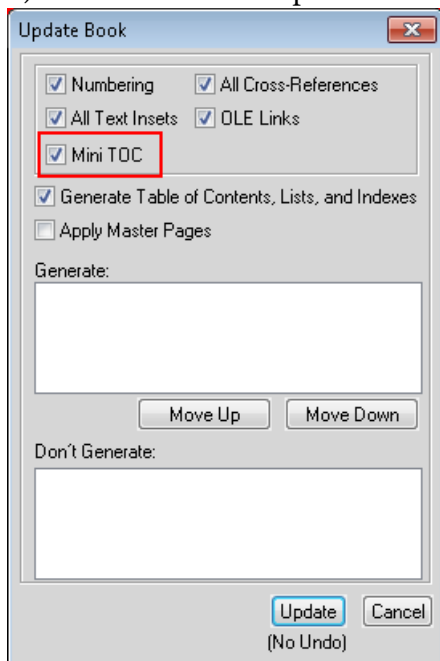 Update Book
Numbering All Cross-References
All Text Insets OLE Links
Mini TOC
Generate Table of Contents, Lists, and Indexes
Apply Master Pages
Generate:
Move Up Move Down
Don´t Generate:
Update Cancel
(No Undo)